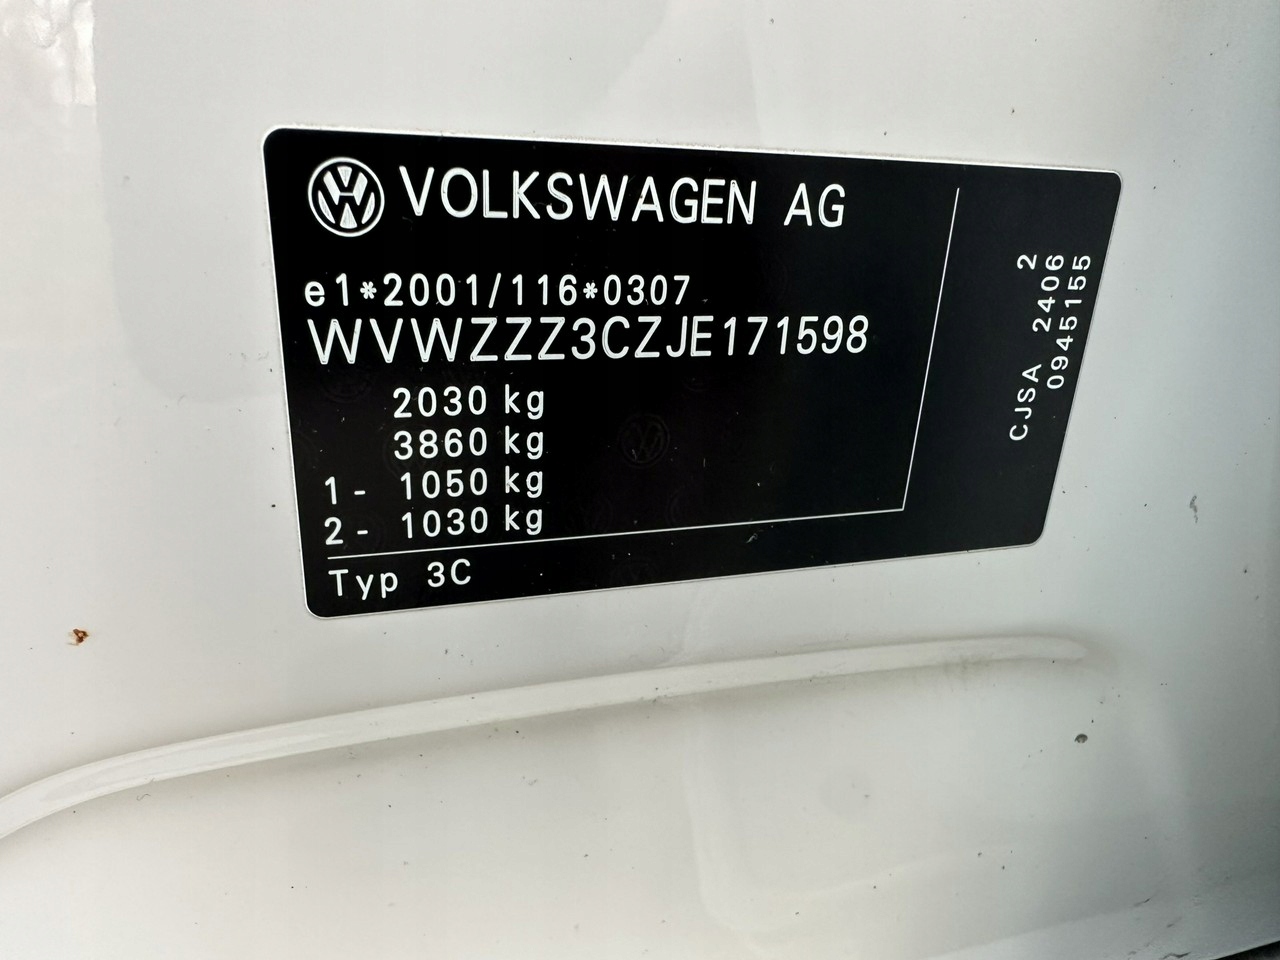 VOLKSWAGEN AG
e1*2001/116*0307
WVWZZZ3CZJE171598
2030 kg
3860 kg
1- 1050 kg
2- 1030 kg
Typ 3C
CJSA 2406 2
0945155